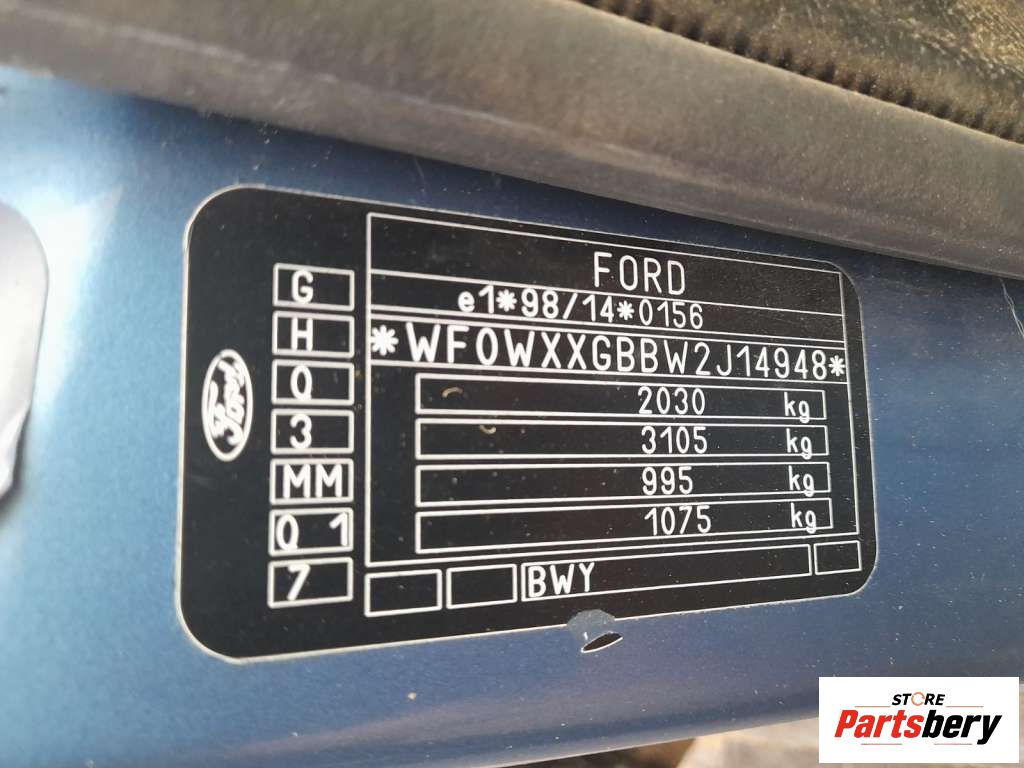 FORD
e1*98/14*0156
*WF0WXXGBBW2J14948*
2030 kg
3105 kg
995 kg
1075 kg
BWY
G
H
Q
3
MM
Q 1
7
Ford
STORE
Partsbery